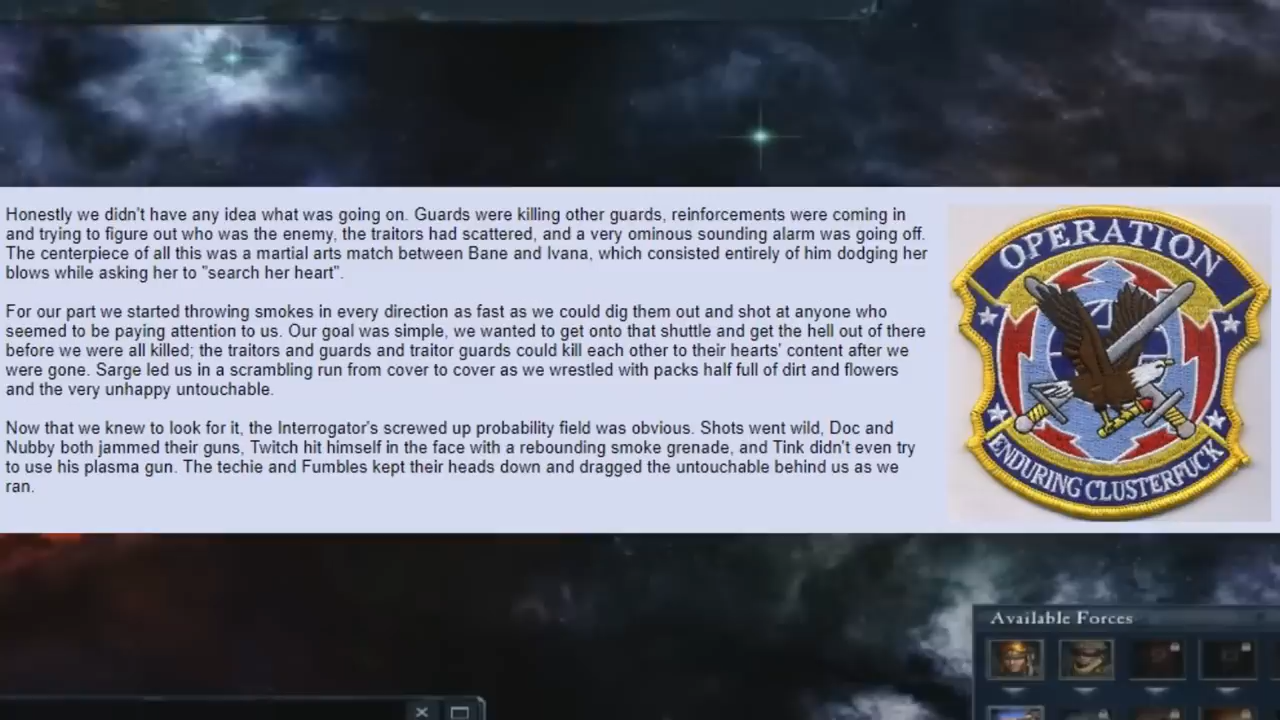 Honestly we didn't have any idea what was going on. Guards were killing other guards, reinforcements were coming in
and trying to figure out who was the enemy, the traitors had scattered, and a very ominous sounding alarm was going off.
The centerpiece of all this was a martial arts match between Bane and Ivana, which consisted entirely of him dodging her
blows while asking her to "search her heart".
For our part we started throwing smokes in every direction as fast as we could dig them out and shot at anyone who
seemed to be paying attention to us. Our goal was simple, we wanted to get onto that shuttle and get the hell out of there
before we were all killed; the traitors and guards and traitor guards could kill each other to their hearts' content after we
were gone. Sarge led us in a scrambling run from cover to cover as we wrestled with packs half full of dirt and flowers
and the very unhappy untouchable.
Now that we knew to look for it, the Interrogator's screwed up probability field was obvious. Shots went wild, Doc and
Nubby both jammed their guns, Twitch hit himself in the face with a rebounding smoke grenade, and Tink didn't even try
to use his plasma gun. The techie and Fumbles kept their heads down and dragged the untouchable behind us as we
ran.
OPERATION
ENDURING CLUSTERFUCK
Available Forces